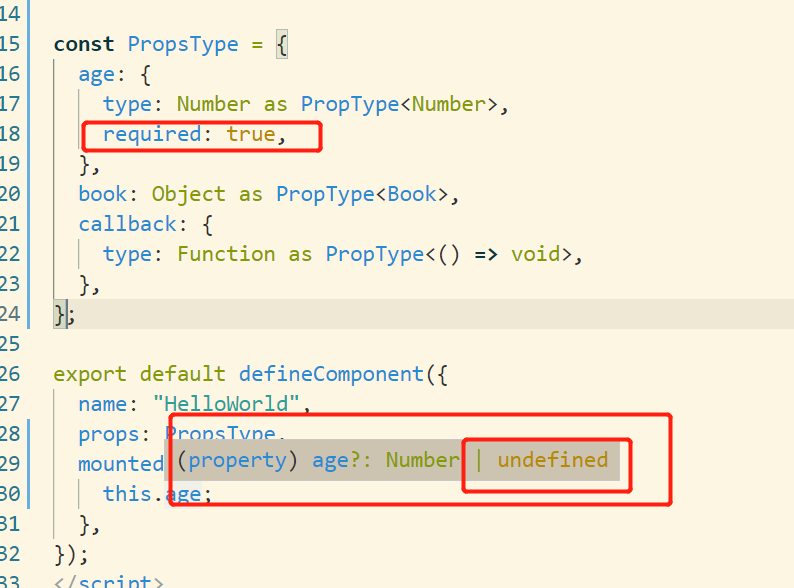 14
15 const PropsType = {
16 age: {
17 type: Number as PropType<Number>,
18 required: true,
19 },
20 book: Object as PropType<Book>,
21 callback: {
22 type: Function as PropType<() => void>,
23 },
24 };
25
26 export default defineComponent({
27 name: "HelloWorld",
28 props: PropsType,
29 mounted (property) age?: Number | undefined
30 this.age;
31 },
32 });
33 </script>